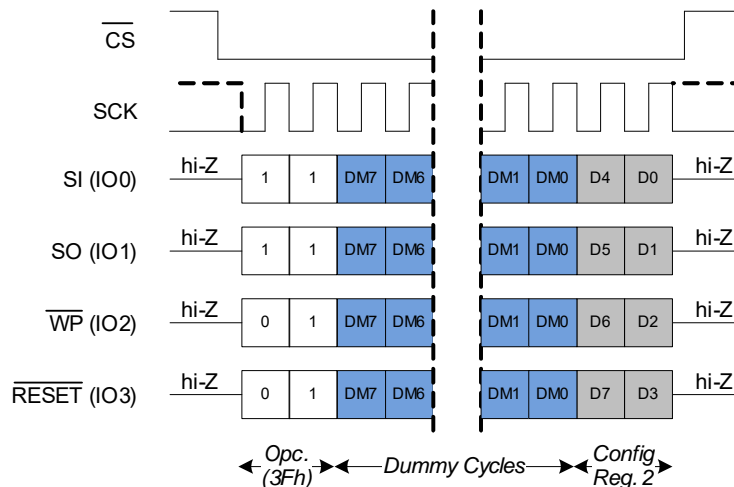 CS
SCK
hi-Z hi-Z
SI (IO0) 1 1 DM7 DM6 DM1 DM0 D4 D0
hi-Z hi-Z
SO (IO1) 1 1 DM7 DM6 DM1 DM0 D5 D1
hi-Z hi-Z
WP (IO2) 0 1 DM7 DM6 DM1 DM0 D6 D2
hi-Z hi-Z
RESET (IO3) 0 1 DM7 DM6 DM1 DM0 D7 D3
Opc. (3Fh)
Dummy Cycles
Config Reg. 2